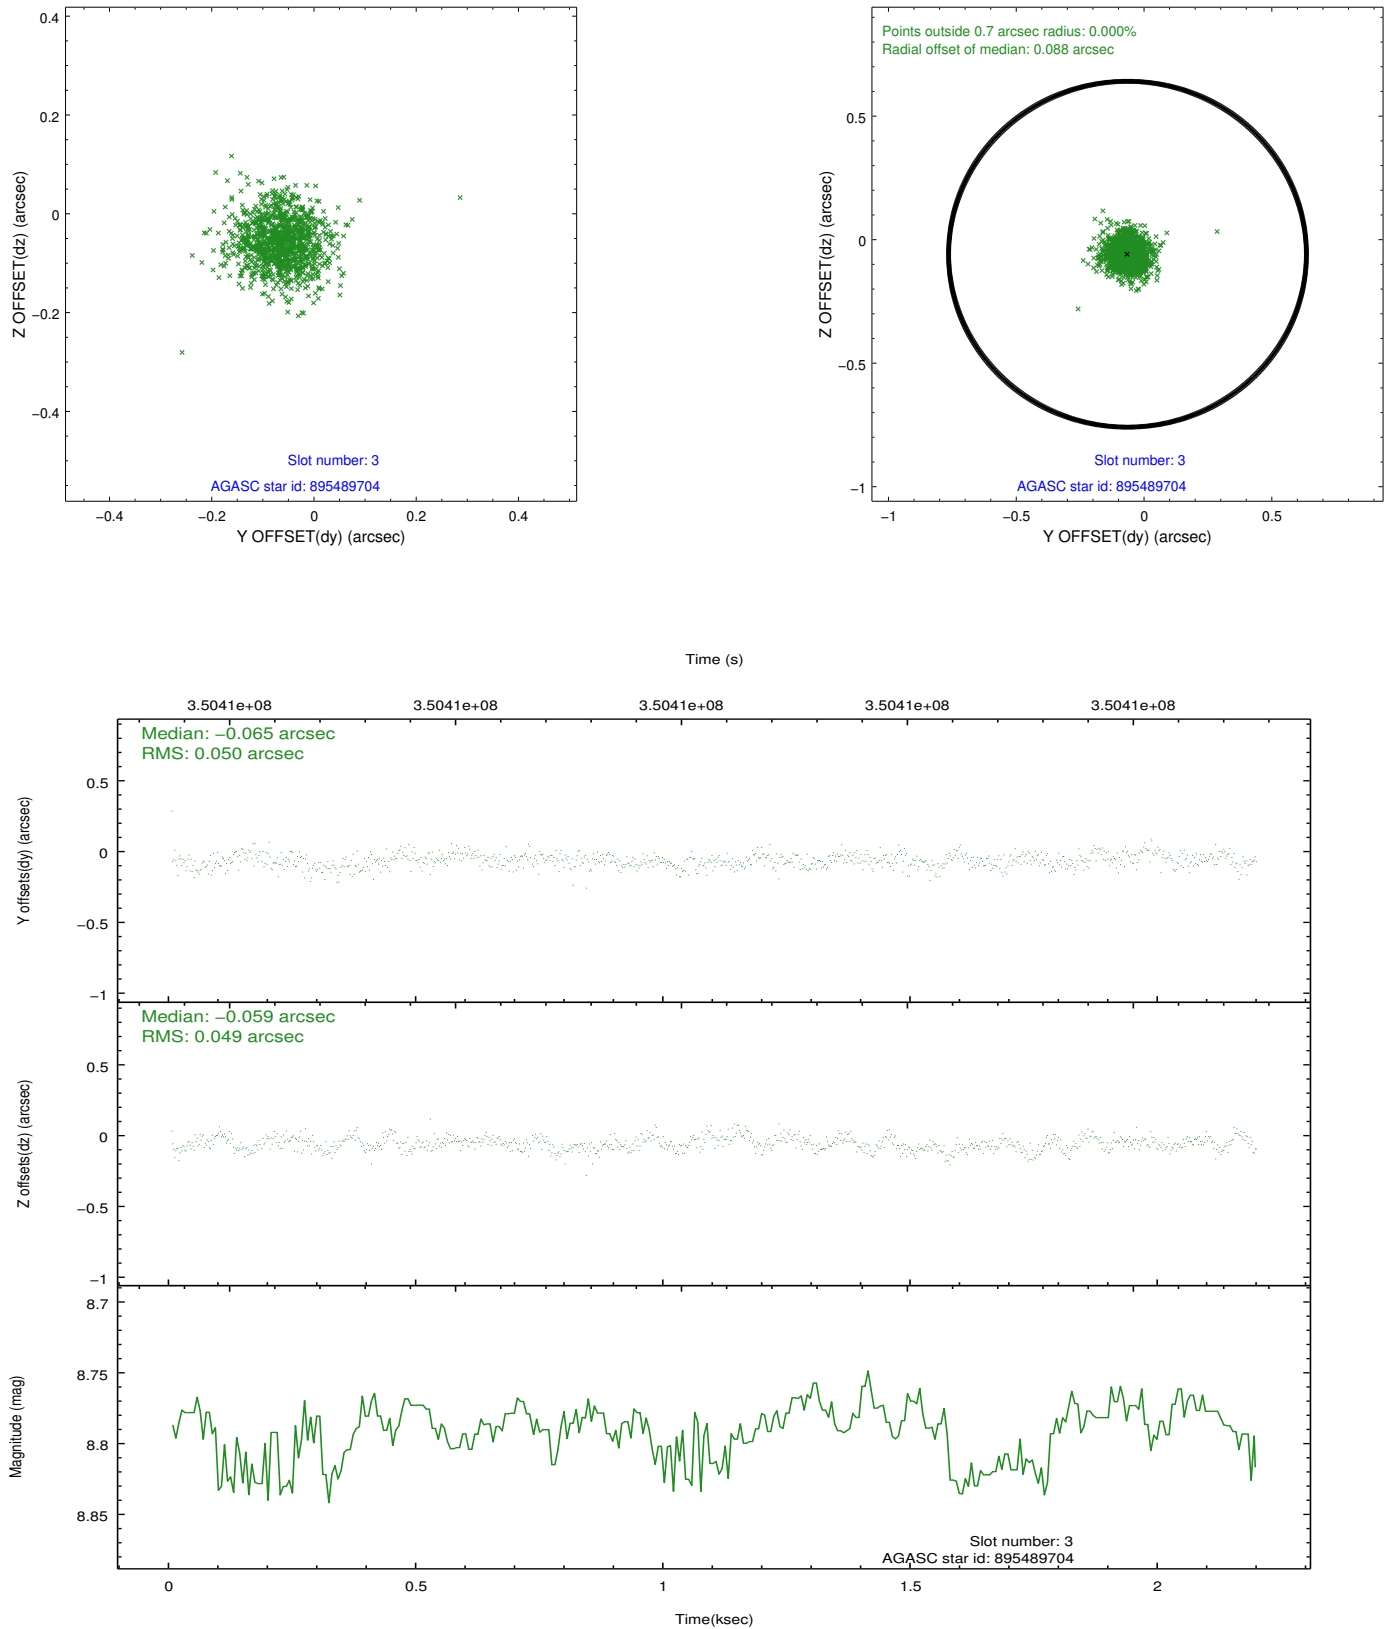 0.4
0.2
0
−0.2
−0.4
Z OFFSET(dz) (arcsec)
Slot number: 3
AGASC star id: 895489704
−0.4 −0.2 0 0.2 0.4
Y OFFSET(dy) (arcsec)
Points outside 0.7 arcsec radius: 0.000%
Radial offset of median: 0.088 arcsec
0.5
0
−0.5
−1
Z OFFSET(dz) (arcsec)
Slot number: 3
AGASC star id: 895489704
−1 −0.5 0 0.5
Y OFFSET(dy) (arcsec)
Time (s)
3.5041e+08 3.5041e+08 3.5041e+08 3.5041e+08 3.5041e+08
Median: −0.065 arcsec
RMS: 0.050 arcsec
0.5
0
−0.5
−1
Y offsets(dy) (arcsec)
Median: −0.059 arcsec
RMS: 0.049 arcsec
0.5
0
−0.5
−1
Z offsets(dz) (arcsec)
8.7
8.75
8.8
8.85
Magnitude (mag)
Slot number: 3
AGASC star id: 895489704
0 0.5 1 1.5 2
Time(ksec)